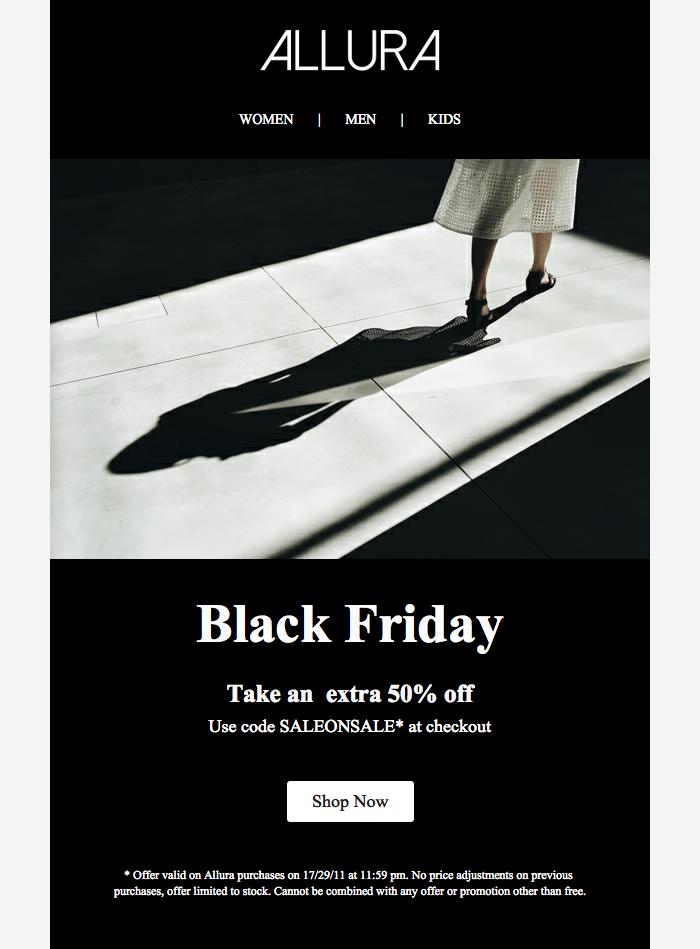 ALLURA
WOMEN | MEN | KIDS
Black Friday
Take an  extra 50% off
Use code SALEONSALE* at checkout
Shop Now
* Offer valid on Allura purchases on 17/29/11 at 11:59 pm. No price adjustments on previous
purchases, offer limited to stock. Cannot be combined with any offer or promotion other than free.